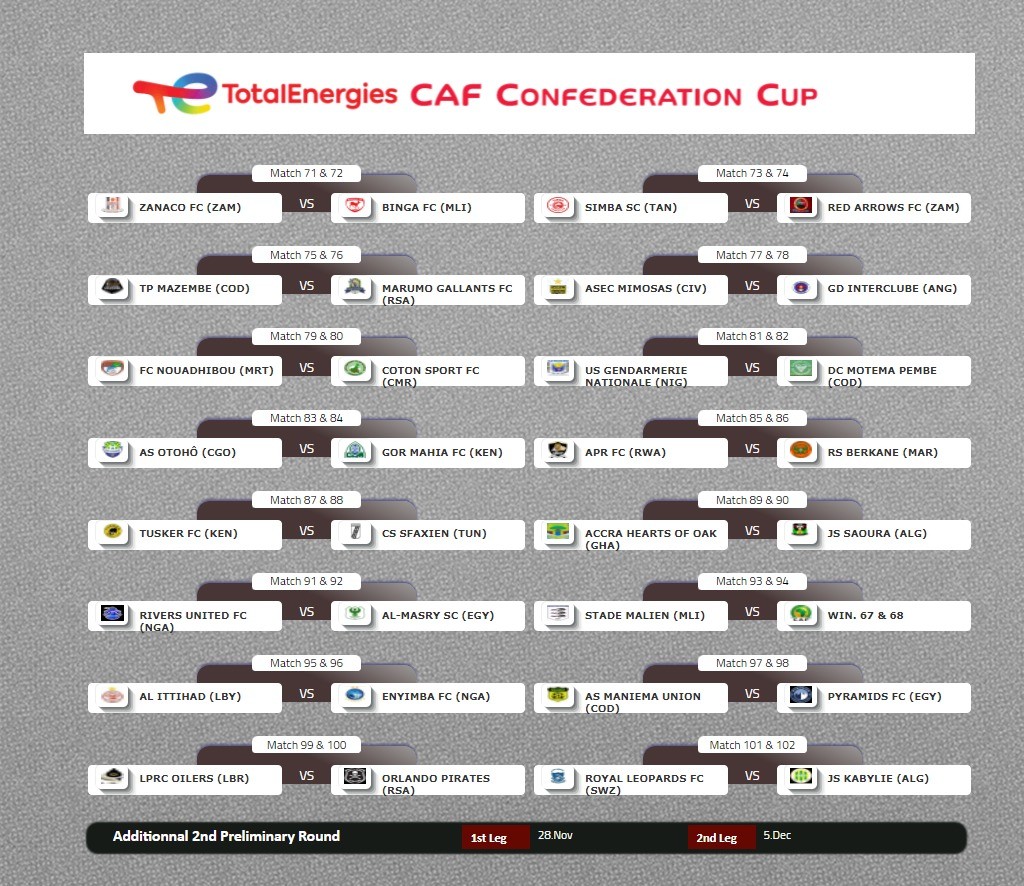 TotalEnergies CAF CONFEDERATION CUP
Match 71 & 72
ZANACO FC (ZAM)
VS
BINGA FC (MLI)
Match 73 & 74
SIMBA SC (TAN)
VS
RED ARROWS FC (ZAM)
Match 75 & 76
TP MAZEMBE (COD)
VS
MARUMO GALLANTS FC
(RSA)
Match 77 & 78
ASEC MIMOSAS (CIV)
VS
GD INTERCLUBE (ANG)
Match 79 & 80
FC NOUADHIBOU (MRT)
VS
COTON SPORT FC
(CMR)
Match 81 & 82
US GENDARMERIE
NATIONALE (NIG)
VS
DC MOTEMA PEMBE
(COD)
Match 83 & 84
AS OTOHÔ (CGO)
VS
GOR MAHIA FC (KEN)
Match 85 & 86
APR FC (RWA)
VS
RS BERKANE (MAR)
Match 87 & 88
TUSKER FC (KEN)
VS
CS SFAXIEN (TUN)
Match 89 & 90
ACCRA HEARTS OF OAK
(GHA)
VS
JS SAOURA (ALG)
Match 91 & 92
RIVERS UNITED FC
(NGA)
VS
AL-MASRY SC (EGY)
Match 93 & 94
STADE MALIEN (MLI)
VS
WIN. 67 & 68
Match 95 & 96
AL ITTIHAD (LBY)
VS
ENYIMBA FC (NGA)
Match 97 & 98
AS MANIEMA UNION
(COD)
VS
PYRAMIDS FC (EGY)
Match 99 & 100
LPRC OILERS (LBR)
VS
ORLANDO PIRATES
(RSA)
Match 101 & 102
ROYAL LEOPARDS FC
(SWZ)
VS
JS KABYLIE (ALG)
Additionnal 2nd Preliminary Round
1st Leg
28.Nov
2nd Leg
5.Dec